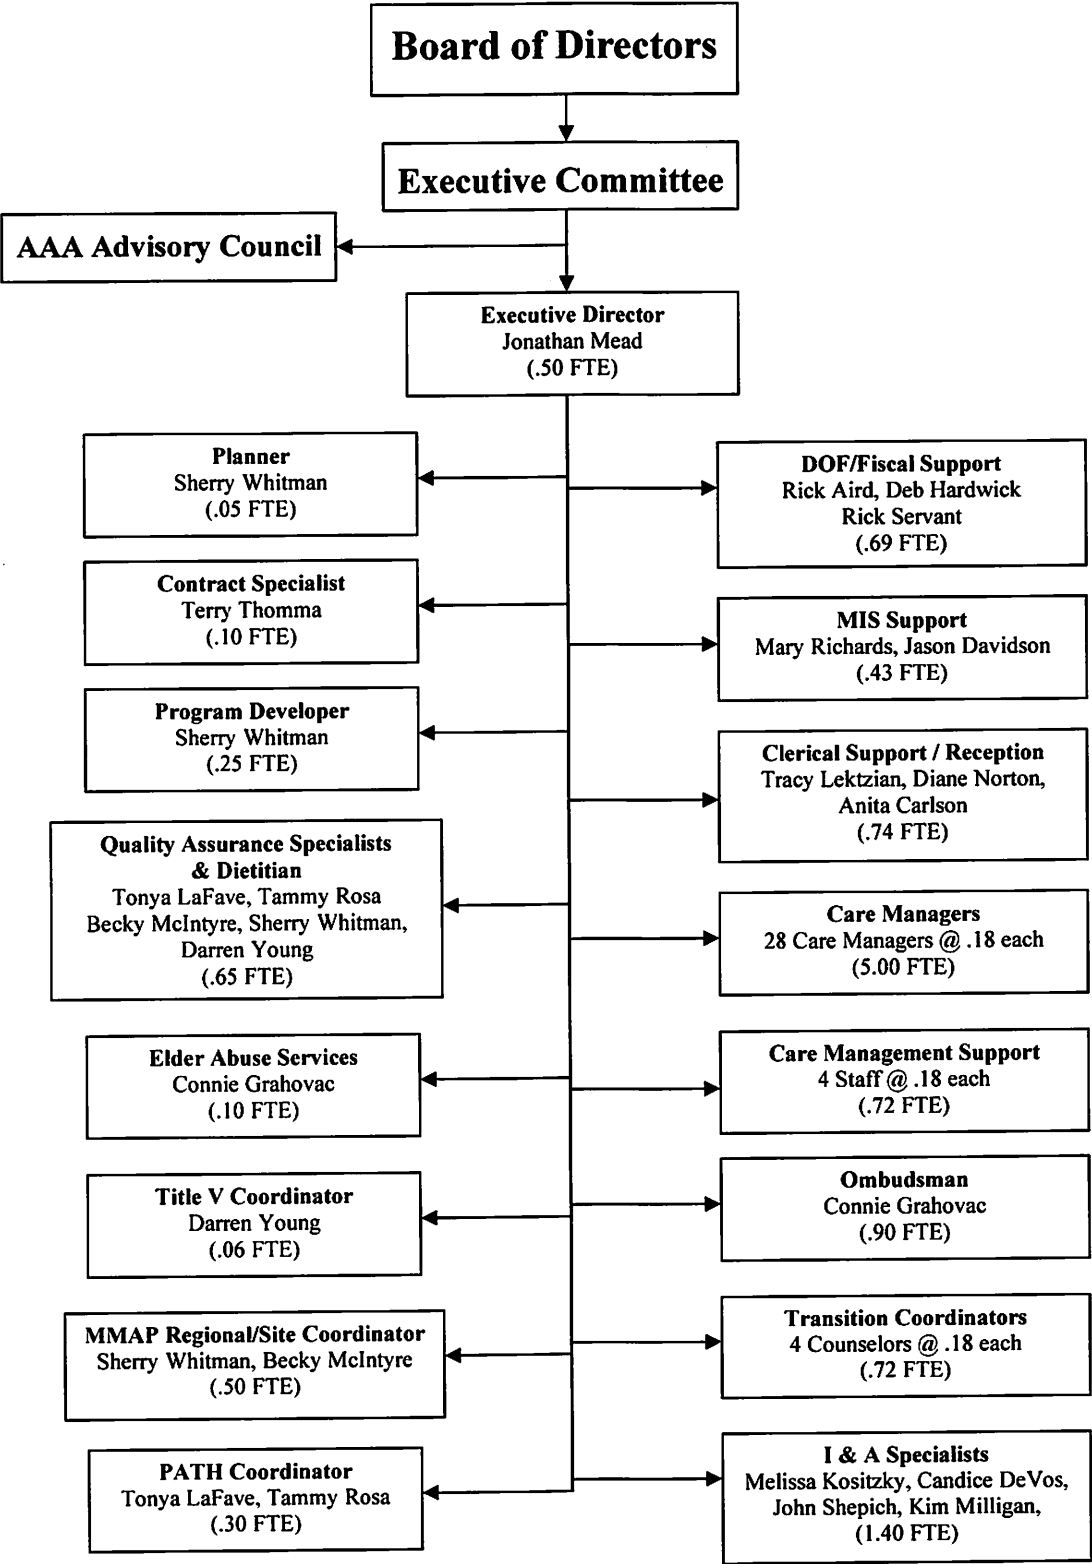 Board of Directors
Executive Committee
AAA Advisory Council
Executive Director
Jonathan Mead
(.50 FTE)
Planner
Sherry Whitman
(.05 FTE)
DOF/Fiscal Support
Rick Aird, Deb Hardwick
Rick Servant
(.69 FTE)
Contract Specialist
Terry Thomma
(.10 FTE)
MIS Support
Mary Richards, Jason Davidson
(.43 FTE)
Program Developer
Sherry Whitman
(.25 FTE)
Clerical Support / Reception
Tracy Lektzian, Diane Norton,
Anita Carlson
(.74 FTE)
Quality Assurance Specialists
& Dietitian
Tonya LaFave, Tammy Rosa
Becky McIntyre, Sherry Whitman,
Darren Young
(.65 FTE)
Care Managers
28 Care Managers @ .18 each
(5.00 FTE)
Elder Abuse Services
Connie Grahovac
(.10 FTE)
Care Management Support
4 Staff @ .18 each
(.72 FTE)
Title V Coordinator
Darren Young
(.06 FTE)
Ombudsman
Connie Grahovac
(.90 FTE)
MMAP Regional/Site Coordinator
Sherry Whitman, Becky McIntyre
(.50 FTE)
Transition Coordinators
4 Counselors @ .18 each
(.72 FTE)
PATH Coordinator
Tonya LaFave, Tammy Rosa
(.30 FTE)
I & A Specialists
Melissa Kositzky, Candice DeVos,
John Shepich, Kim Milligan,
(1.40 FTE)